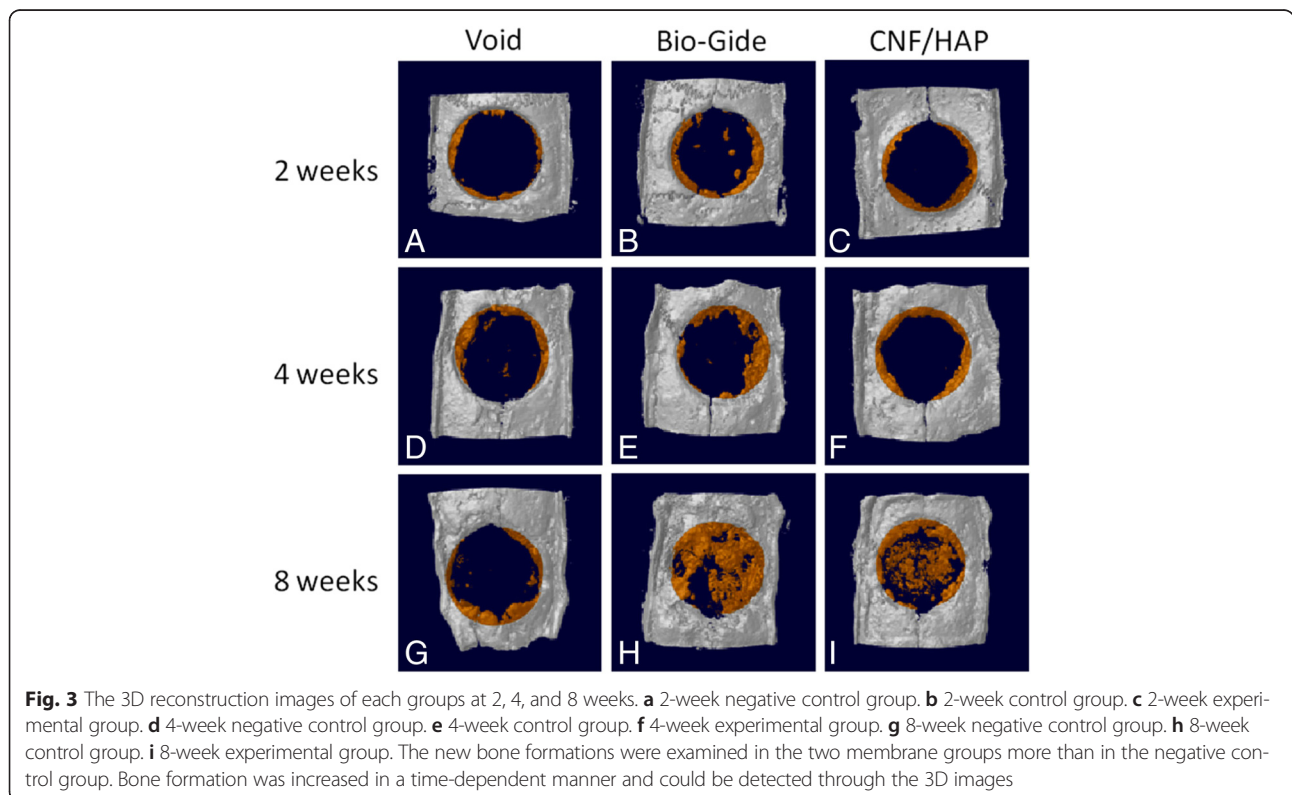 Void Bio-Gide CNF/HAP
2 weeks
A B C
4 weeks
D E F
8 weeks
G H I
Fig. 3 The 3D reconstruction images of each groups at 2, 4, and 8 weeks. a 2-week negative control group. b 2-week control group. c 2-week experi-
mental group. d 4-week negative control group. e 4-week control group. f 4-week experimental group. g 8-week negative control group. h 8-week
control group. i 8-week experimental group. The new bone formations were examined in the two membrane groups more than in the negative con-
trol group. Bone formation was increased in a time-dependent manner and could be detected through the 3D images